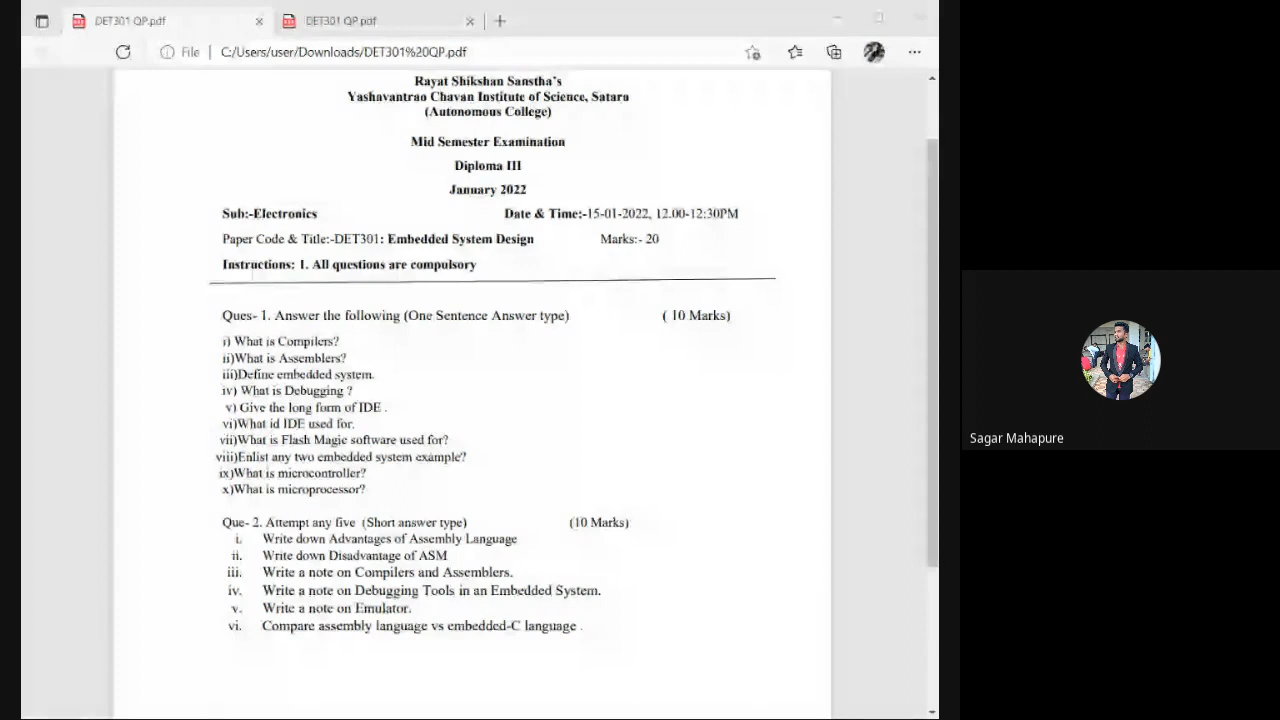 DET301 QP.pdf
DET301 QP.pdf
File
C:/Users/user/Downloads/DET301%20QP.pdf
Rayat Shikshan Sanstha's
Yashavantrao Chavan Institute of Science, Satara
(Autonomous College)
Mid Semester Examination
Diploma III
January 2022
Sub:-Electronics Date & Time:-15-01-2022, 12.00-12:30PM
Paper Code & Title:-DET301: Embedded System Design Marks:- 20
Instructions: 1. All questions are compulsory
Ques- 1. Answer the following (One Sentence Answer type) ( 10 Marks)
i) What is Compilers?
ii)What is Assemblers?
iii)Define embedded system.
iv) What is Debugging ?
v) Give the long form of IDE .
vi)What id IDE used for.
vii)What is Flash Magic software used for?
viii)Enlist any two embedded system example?
ix)What is microcontroller?
x)What is microprocessor?
Que- 2. Attempt any five (Short answer type) (10 Marks)
i. Write down Advantages of Assembly Language
ii. Write down Disadvantage of ASM
iii. Write a note on Compilers and Assemblers.
iv. Write a note on Debugging Tools in an Embedded System.
v. Write a note on Emulator.
vi. Compare assembly language vs embedded-C language .
Sagar Mahapure